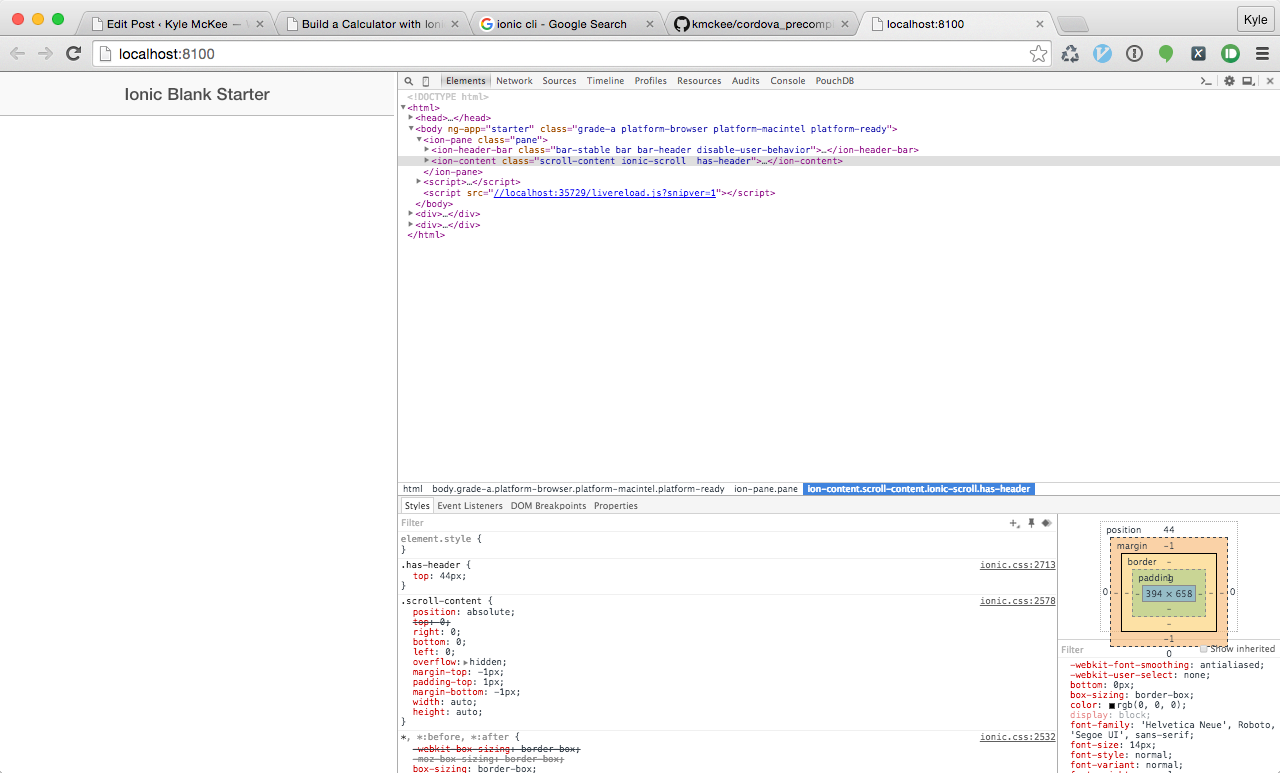 Edit Post ‹ Kyle McKee — W
Build a Calculator with Ioni
ionic cli - Google Search
kmckee/cordova_precomp
localhost:8100
Kyle
localhost:8100
Ionic Blank Starter
Elements Network Sources Timeline Profiles Resources Audits Console PouchDB
<!DOCTYPE html>
<html>
<head>…</head>
<body ng-app="starter" class="grade-a platform-browser platform-macintel platform-ready">
<ion-pane class="pane">
<ion-header-bar class="bar-stable bar bar-header disable-user-behavior">…</ion-header-bar>
<ion-content class="scroll-content ionic-scroll  has-header">…</ion-content>
</ion-pane>
<script>…</script>
<script src="//localhost:35729/livereload.js?snipver=1"></script>
</body>
<div>…</div>
<div>…</div>
</html>
html body.grade-a.platform-browser.platform-macintel.platform-ready ion-pane.pane ion-content.scroll-content.ionic-scroll.has-header
Styles Event Listeners DOM Breakpoints Properties
Filter
element.style {
}
.has-header { ionic.css:2713
top: 44px;
}
.scroll-content { ionic.css:2578
position: absolute;
top: 0;
right: 0;
bottom: 0;
left: 0;
overflow: hidden;
margin-top: -1px;
padding-top: 1px;
margin-bottom: -1px;
width: auto;
height: auto;
}
*, *:before, *:after { ionic.css:2532
-webkit-box-sizing: border-box;
-moz-box-sizing: border-box;
box-sizing: border-box;
position 44
margin -1
border -
padding 1
0 - - - 394 × 658 - - - 0
-
-
-1
0
Filter Show inherited
-webkit-font-smoothing: antialiased;
-webkit-user-select: none;
bottom: 0px;
box-sizing: border-box;
color: rgb(0, 0, 0);
display: block;
font-family: 'Helvetica Neue', Roboto,
'Segoe UI', sans-serif;
font-size: 14px;
font-style: normal;
font-variant: normal;